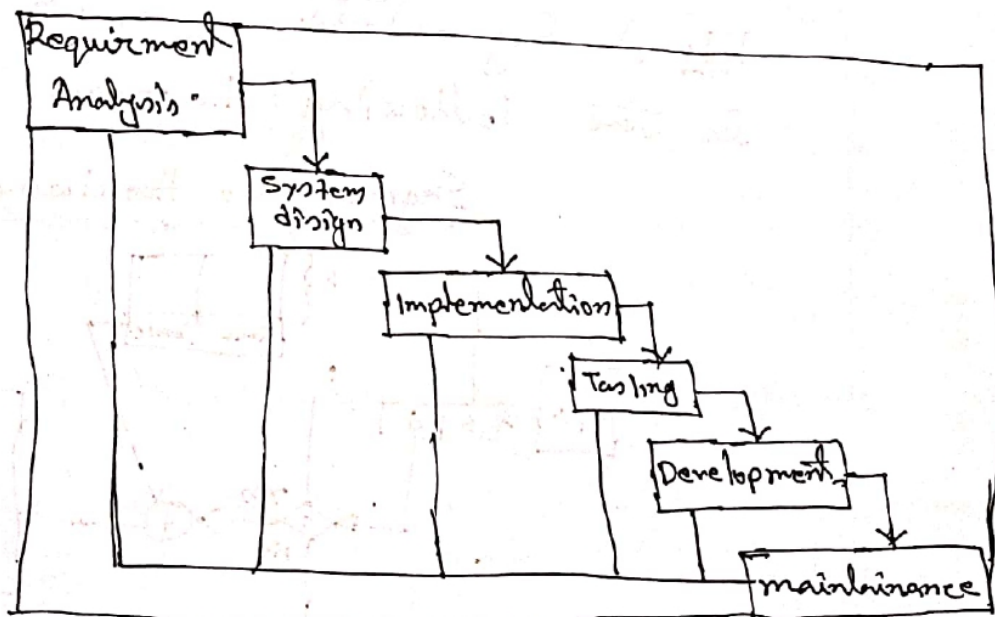 Requirment
Analysis.
System
disign
Implementation
Tasting
Development
maintainance